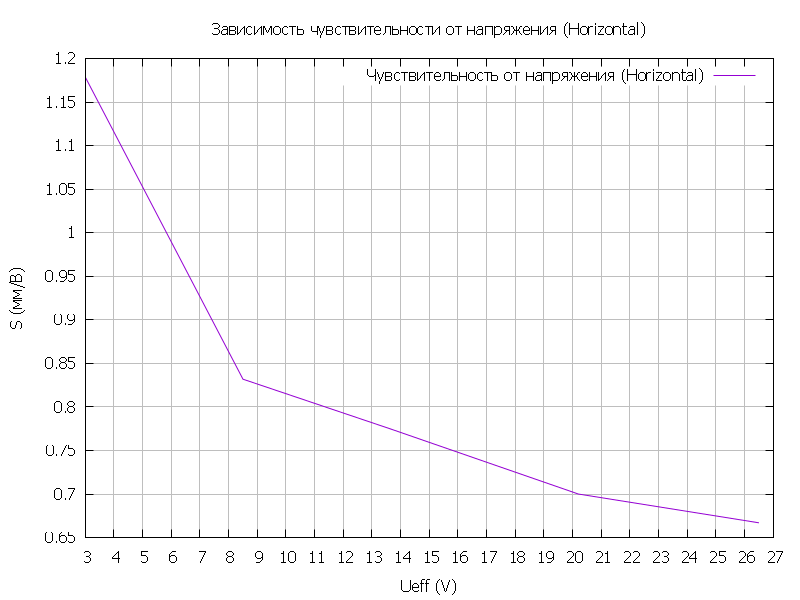 Зависимость чувствительности от напряжения (Horizontal)
Чувствительность от напряжения (Horizontal)
1.2
1.15
1.1
1.05
1
0.95
0.9
0.85
0.8
0.75
0.7
0.65
S (мм/В)
3 4 5 6 7 8 9 10 11 12 13 14 15 16 17 18 19 20 21 22 23 24 25 26 27
Ueff (V)